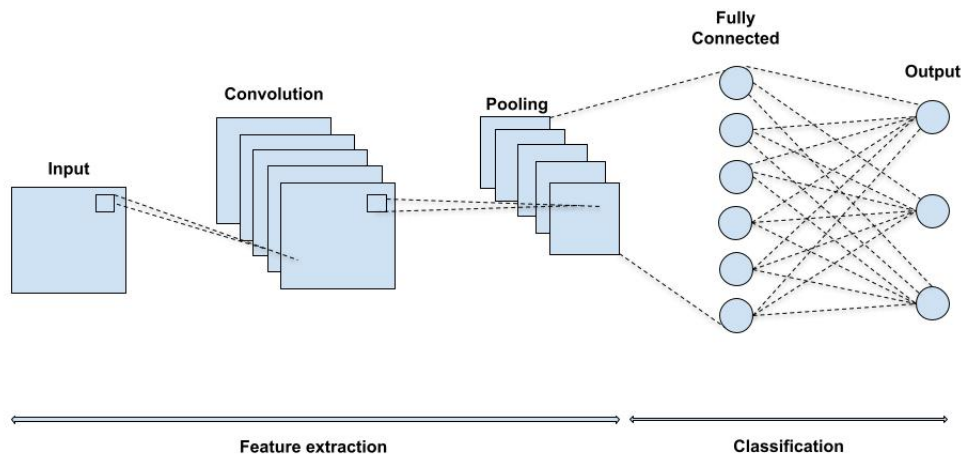 Fully
Connected
Output
Convolution
Pooling
Input
Feature extraction
Classification